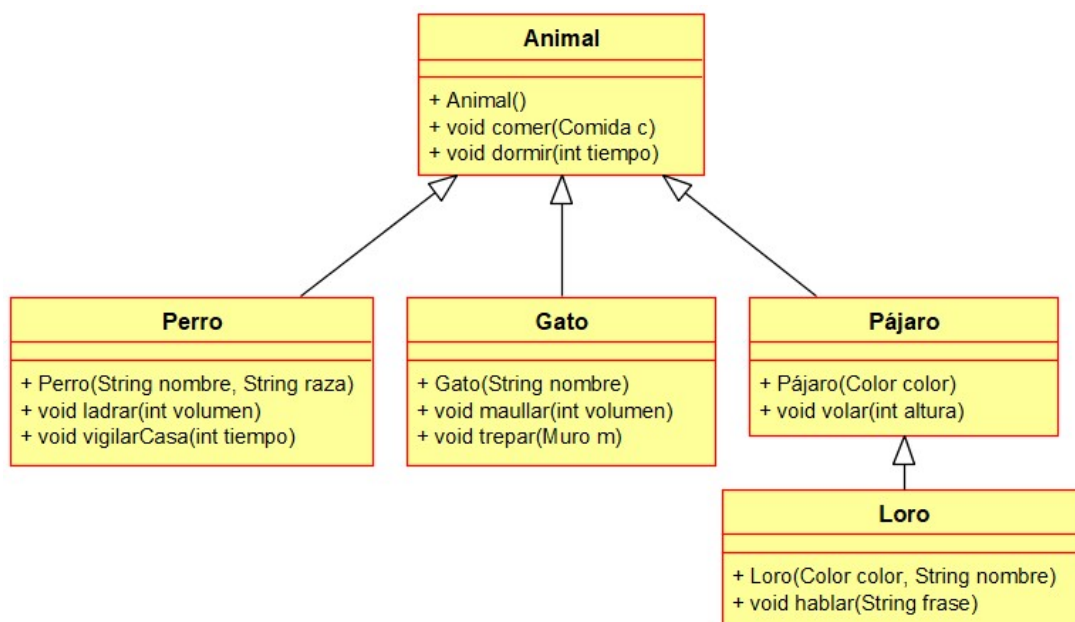 Animal
+ Animal()
+ void comer(Comida c)
+ void dormir(int tiempo)
Perro
+ Perro(String nombre, String raza)
+ void ladrar(int volumen)
+ void vigilarCasa(int tiempo)
Gato
+ Gato(String nombre)
+ void maullar(int volumen)
+ void trepar(Muro m)
Pájaro
+ Pájaro(Color color)
+ void volar(int altura)
Loro
+ Loro(Color color, String nombre)
+ void hablar(String frase)